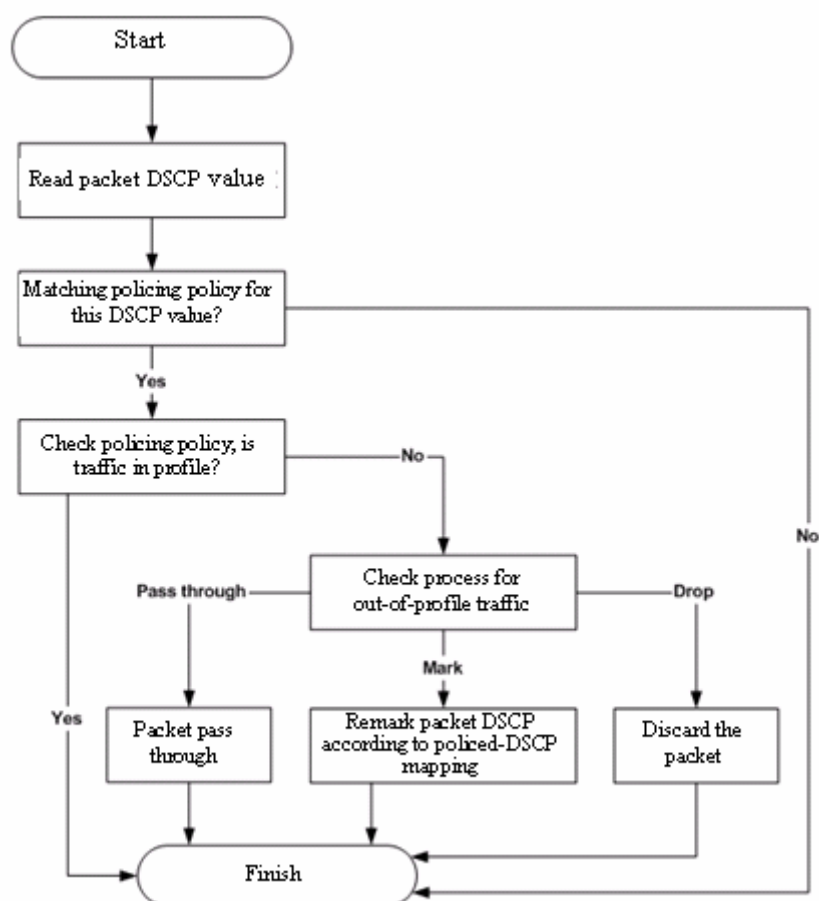 Start
Read packet DSCP value
Matching policing policy for
this DSCP value?
Yes
Check policing policy, is
traffic in profile?
No
No
Check process for
out-of-profile traffic
Pass through
Drop
Mark
Yes
Packet pass
through
Remark packet DSCP
according to policed-DSCP
mapping
Discard the
packet
Finish